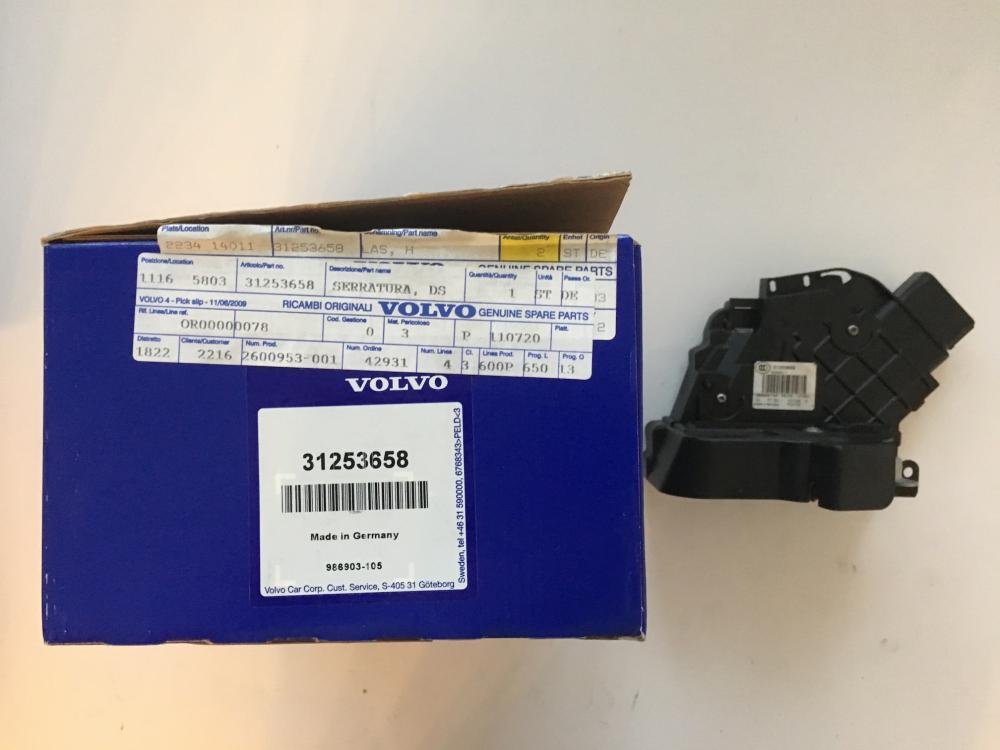 Plats/Location Art.nr/Part no. Benämning/Part name Antal/Quantity Enhet Origin
2234 14011 31253658 LAS, H 2 ST DE
GENUINE SPARE PARTS
Posizione/Location Articolo/Part no. Descrizione/Part name Quantità/Quantity Unità Paese Or.
1116 5803 31253658 SERRATURA, DS 1 ST DE
VOLVO 4 - Pick slip - 11/06/2009 RICAMBI ORIGINALI VOLVO GENUINE SPARE PARTS
Rif. Linea/Line ref. Cod. Gestione Mat. Pericoloso Piatt.
OR00000078 0 3 P L10720
Distretto Cliente/Customer Num. Prod. Num. Ordine Num. Linea Cl. Linea Prod. Prog. L Prog. O
1822 2216 2600953-001 42931 4 3 600P 650 13
VOLVO
31253658
Made in Germany
986903-105
Volvo Car Corp. Cust. Service, S-405 31 Göteborg
Sweden, tel +46 31 590000, 6768343>PELD<3